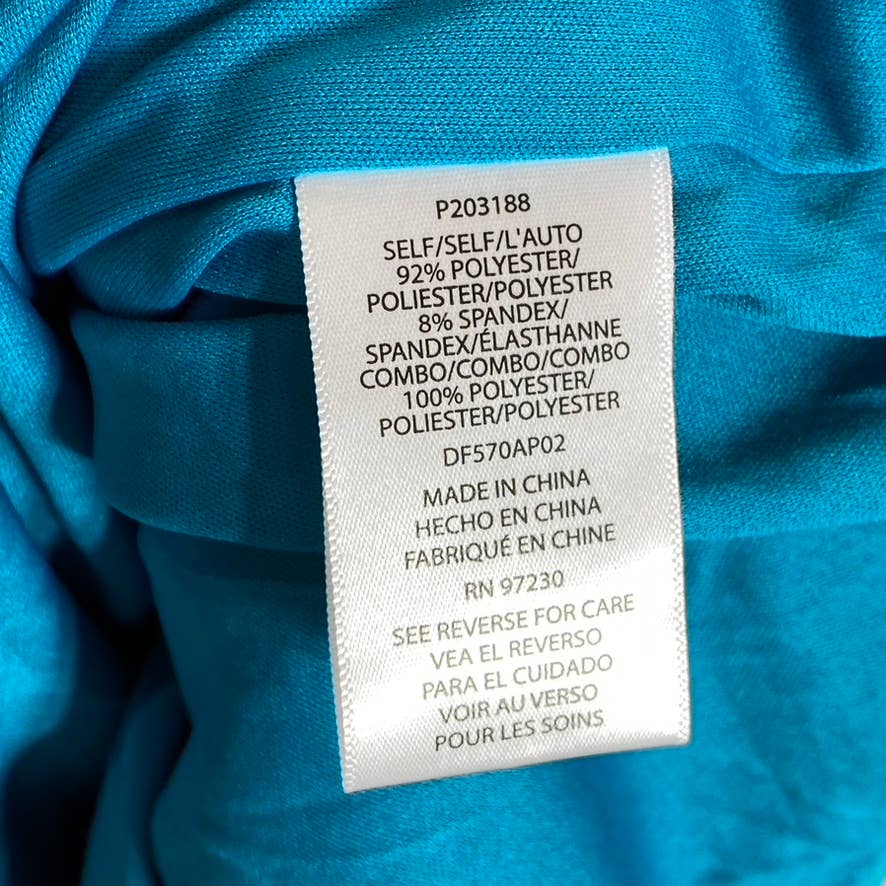 P203188
SELF/SELF/L'AUTO
92% POLYESTER/
POLIESTER/POLYESTER
8% SPANDEX/
SPANDEX/ÉLASTHANNE
COMBO/COMBO/COMBO
100% POLYESTER/
POLIESTER/POLYESTER
DF570AP02
MADE IN CHINA
HECHO EN CHINA
FABRIQUÉ EN CHINE
RN 97230
SEE REVERSE FOR CARE
VEA EL REVERSO
PARA EL CUIDADO
VOIR AU VERSO
POUR LES SOINS